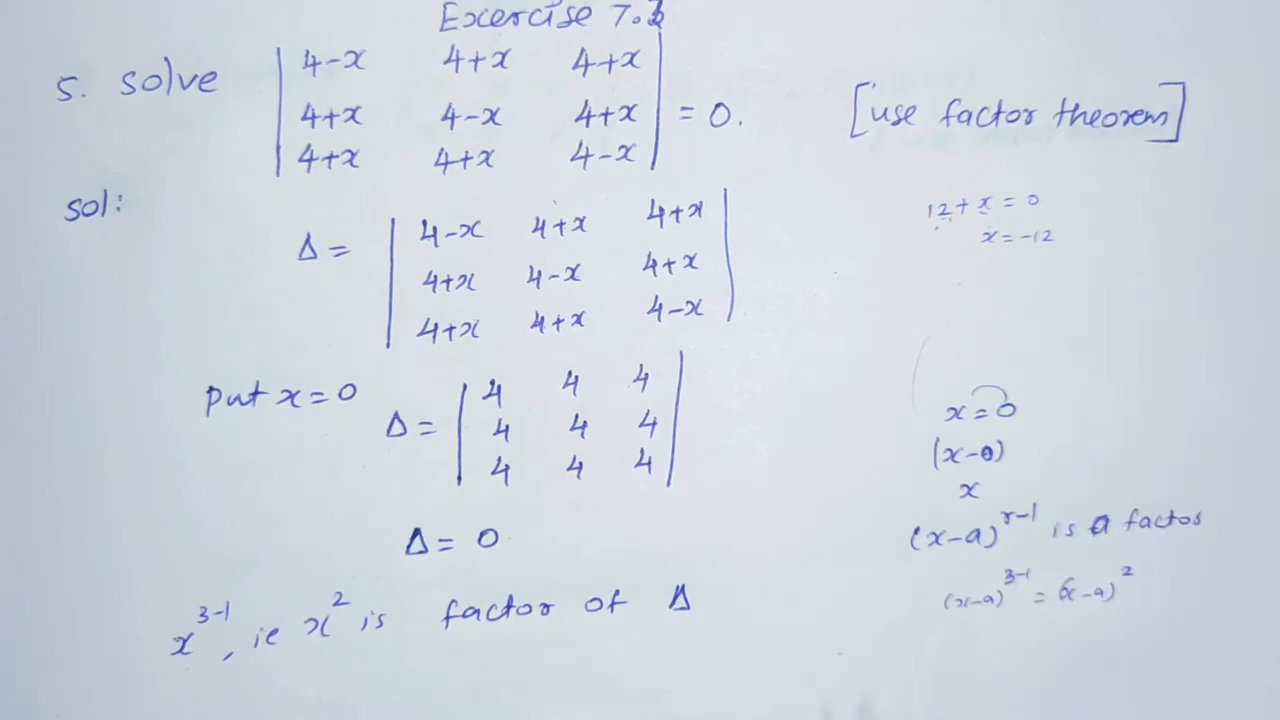 Exercise 7.
5. solve | 4-x 4+x 4+x |
| 4+x 4-x 4+x | = 0. [use factor theorem]
| 4+x 4+x 4-x |
sol:
Δ = | 4-x 4+x 4+x |
| 4+x 4-x 4+x |
| 4+x 4+x 4-x |
12+x=0
x=-12
put x=0 Δ = | 4 4 4 |
| 4 4 4 |
| 4 4 4 |
Δ = 0
x^3-1, ie x^2 is factor of Δ
x=0
(x-0)
x
(x-a)^r-1 is a factor
(x-a)^3-1 = (x-a)^2